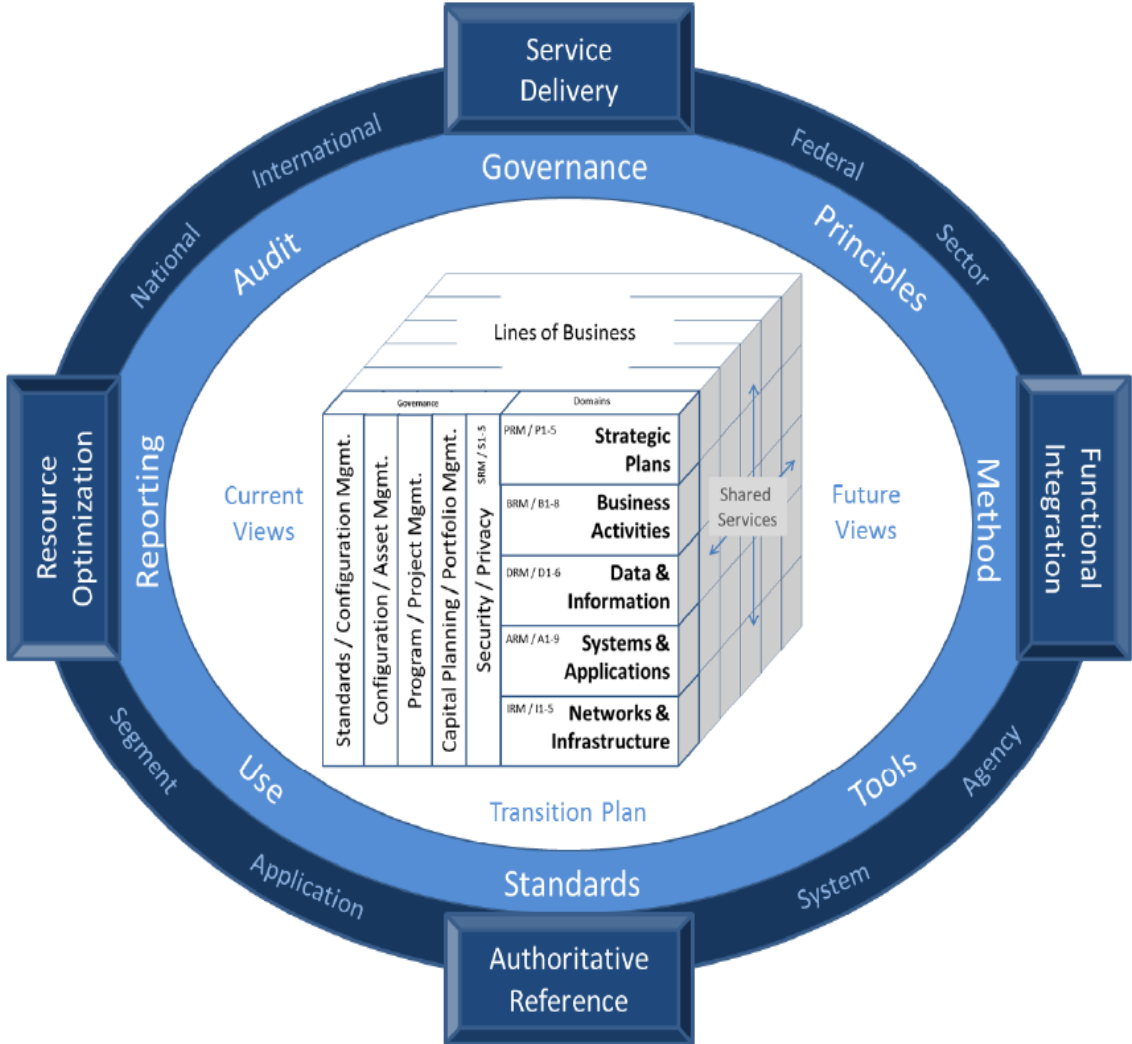 Service
Delivery
International
Federal
Governance
National
Audit
Principles
Sector
Lines of Business
Governance
Domains
Resource
Optimization
Reporting
Current
Views
Standards / Configuration Mgmt.
Configuration / Asset Mgmt.
Program / Project Mgmt.
Capital Planning / Portfolio Mgmt.
Security / Privacy
SRM / S1-5
PRM / P1-5
Strategic
Plans
BRM / B1-8
Business
Activities
DRM / D1-6
Data &
Information
ARM / A1-9
Systems &
Applications
IRM / I1-5
Networks &
Infrastructure
Shared
Services
Future
Views
Method
Functional
Integration
Segment
Use
Transition Plan
Tools
Agency
Application
Standards
System
Authoritative
Reference